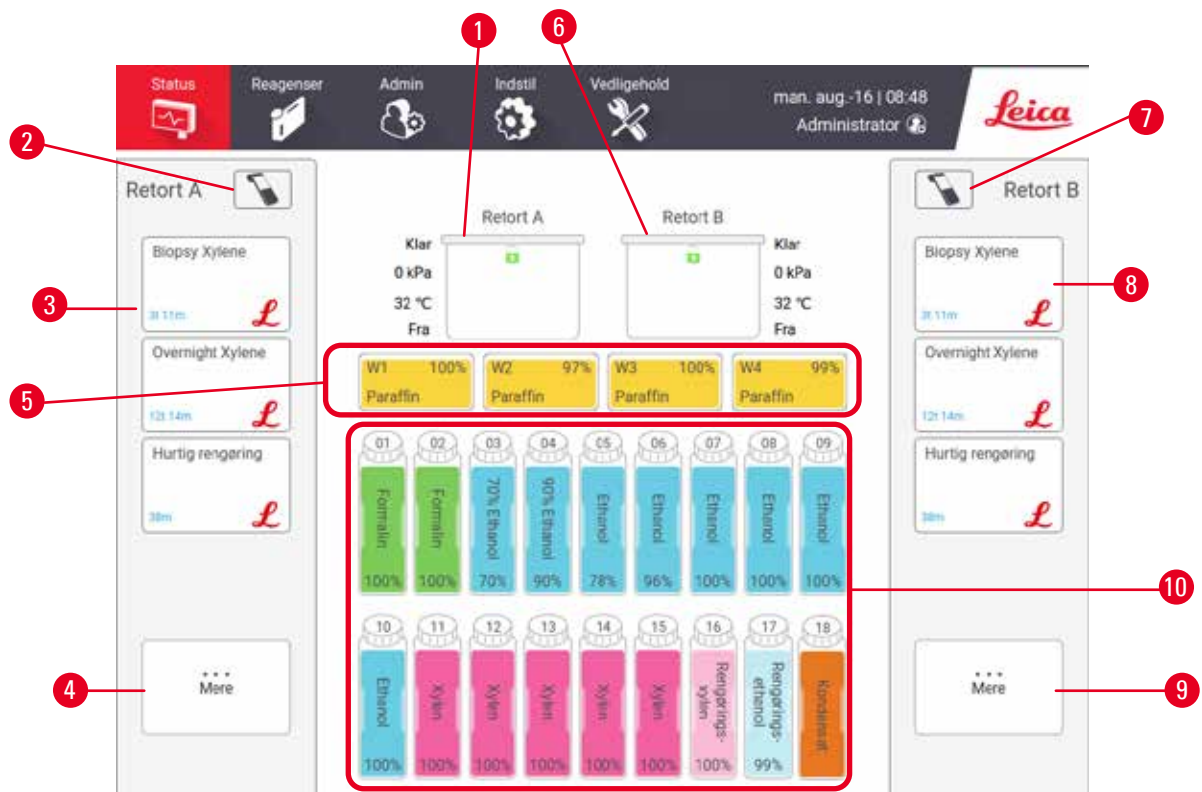 1
6
Status
Reagenser
Admin
Indstil
Vedligehold
man. aug.-16 | 08:48
Administrator
Leica
2
7
Retort A
Retort B
Retort A
Retort B
Klar
Klar
0 kPa
0 kPa
32 °C
32 °C
Fra
Fra
3
Biopsy Xylene
3t 11m
L
Overnight Xylene
12t 14m
L
Hurtig rengøring
38m
L
Biopsy Xylene
3t 11m
L
8
Overnight Xylene
12t 14m
L
Hurtig rengøring
38m
L
5
W1 100%
Paraffin
W2 97%
Paraffin
W3 100%
Paraffin
W4 99%
Paraffin
01 02 03 04 05 06 07 08 09
Formalin
Formalin
70% Ethanol
90% Ethanol
Ethanol
Ethanol
Ethanol
Ethanol
Ethanol
100% 100% 70% 90% 78% 96% 100% 100% 100%
10
10 11 12 13 14 15 16 17 18
Ethanol
Xylen
Xylen
Xylen
Xylen
Xylen
Rengørings-
xylen
Rengørings-
ethanol
Kondensat
100% 100% 100% 100% 100% 100% 100% 99%
4
...
Mere
...
Mere
9